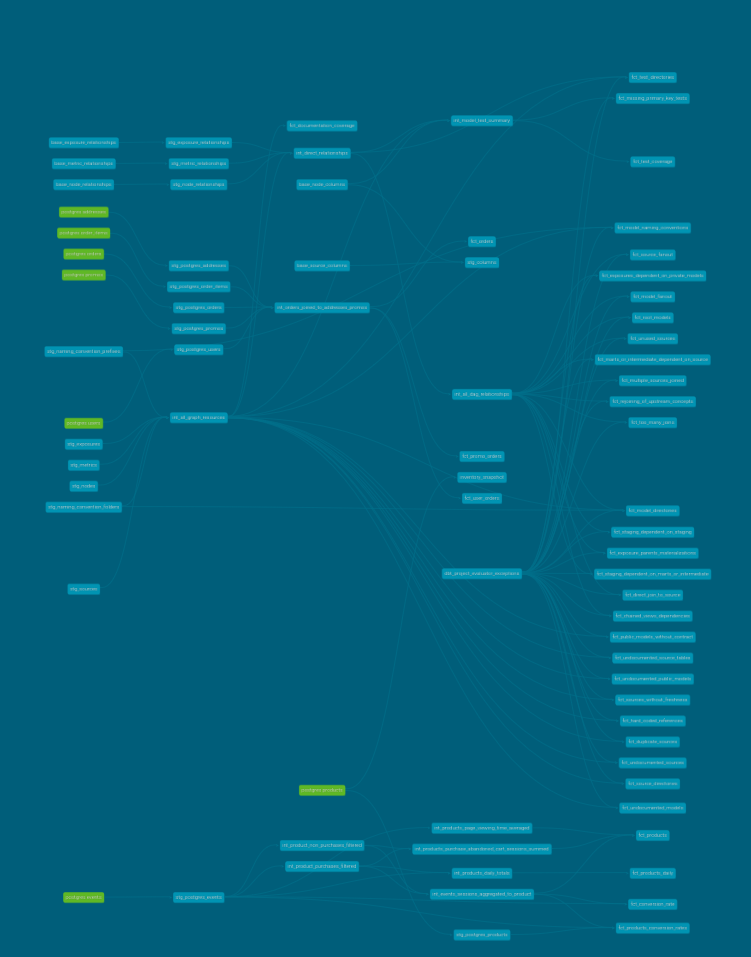 fct_test_directories
fct_missing_primary_key_tests
int_model_test_summary
fct_documentation_coverage
base_exposure_relationships
stg_exposure_relationships
int_direct_relationships
base_metric_relationships
stg_metric_relationships
fct_test_coverage
base_node_relationships
stg_node_relationships
base_node_columns
postgres.addresses
postgres.order_items
fct_model_naming_conventions
fct_orders
postgres.orders
fct_source_fanout
stg_postgres_addresses
base_source_columns
stg_columns
postgres.promos
fct_exposures_dependent_on_private_models
stg_postgres_order_items
fct_model_fanout
stg_postgres_orders
int_orders_joined_to_addresses_promos
fct_root_models
stg_postgres_promos
fct_unused_sources
stg_naming_convention_prefixes
stg_postgres_users
fct_marts_or_intermediate_dependent_on_source
fct_multiple_sources_joined
int_all_dag_relationships
fct_rejoining_of_upstream_concepts
int_all_graph_resources
postgres.users
fct_too_many_joins
stg_exposures
fct_promo_orders
stg_metrics
inventory_snapshot
stg_nodes
fct_user_orders
stg_naming_convention_folders
fct_model_directories
fct_staging_dependent_on_staging
fct_exposure_parents_materializations
dbt_project_evaluator_exceptions
fct_staging_dependent_on_marts_or_intermediate
stg_sources
fct_direct_join_to_source
fct_chained_views_dependencies
fct_public_models_without_contract
fct_undocumented_source_tables
fct_undocumented_public_models
fct_sources_without_freshness
fct_hard_coded_references
fct_duplicate_sources
fct_undocumented_sources
fct_source_directories
postgres.products
fct_undocumented_models
int_products_page_viewing_time_averaged
fct_products
int_product_non_purchases_filtered
int_products_purchase_abandoned_cart_sessions_summed
int_product_purchases_filtered
int_products_daily_totals
fct_products_daily
int_events_sessions_aggregated_to_product
postgres.events
stg_postgres_events
fct_conversion_rate
fct_products_conversion_rates
stg_postgres_products